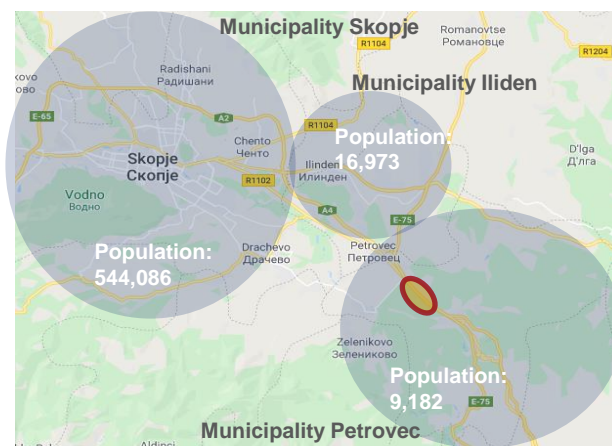 Municipality Skopje
Romanovtse
Романовце
R1104
R1204
kovo
ово
Radishani
Радишани
Municipality Iliden
E-65
A2
R1104
Chento
Ченто
Population:
16,973
D'lga
Д'лга
Skopje
Скопје
R1102
Ilinden
Илинден
Vodno
Водно
A4
E-75
Population:
544,086
Drachevo
Драчево
Petrovec
Петровец
Zelenikovo
Зелениково
Population:
9,182
E-75
Municipality Petrovec
Aldinci